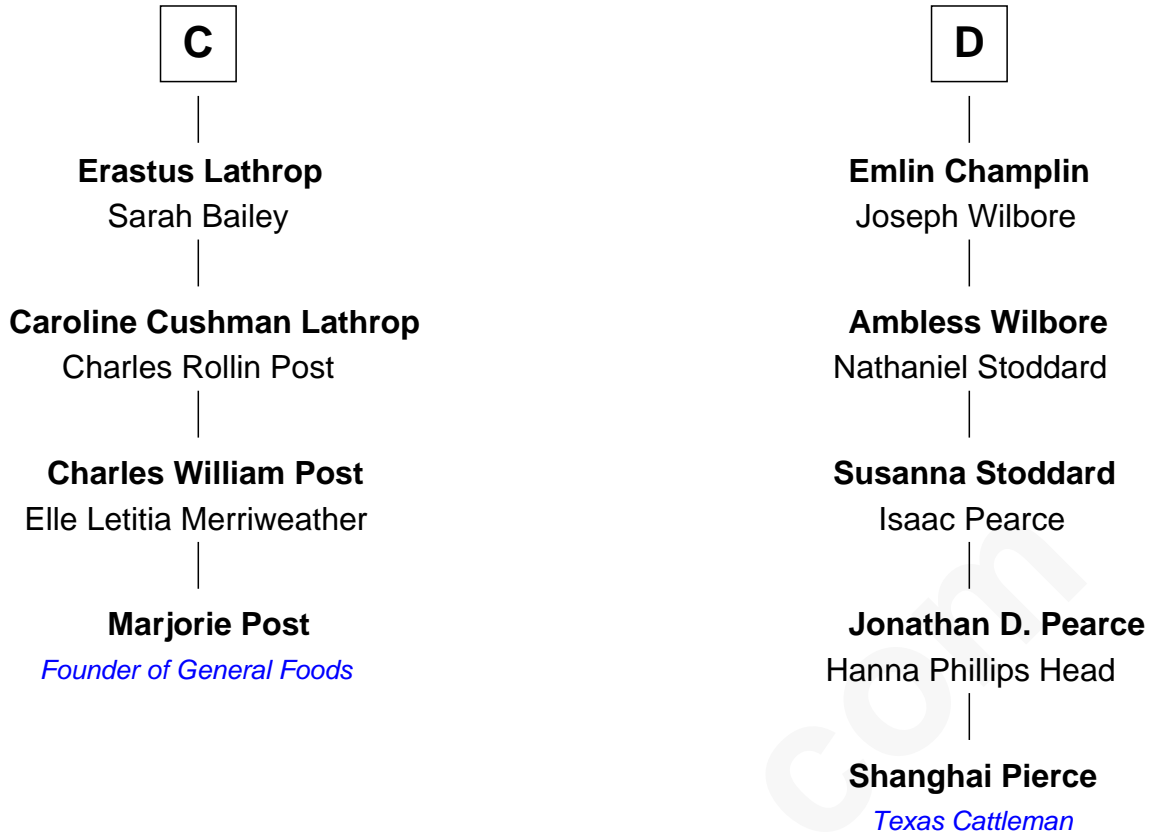 C
Erastus Lathrop
Sarah Bailey
Caroline Cushman Lathrop
Charles Rollin Post
Charles William Post
Elle Letitia Merriweather
Marjorie Post
Founder of General Foods
D
Emlin Champlin
Joseph Wilbore
Ambless Wilbore
Nathaniel Stoddard
Susanna Stoddard
Isaac Pearce
Jonathan D. Pearce
Hanna Phillips Head
Shanghai Pierce
Texas Cattleman
com